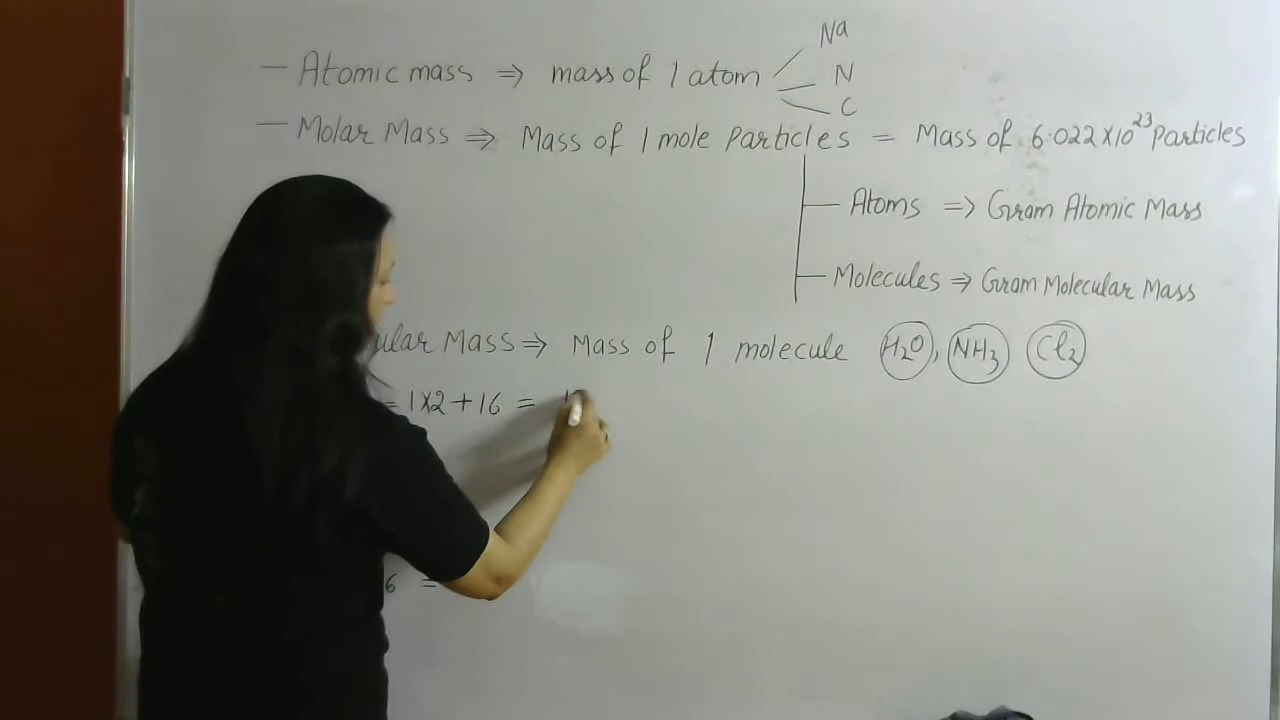 Na
- Atomic mass ⇒ mass of 1 atom N
C
- Molar Mass ⇒ Mass of 1 mole Particles = Mass of 6.022×10²³ Particles
Atoms ⇒ Gram Atomic Mass
Molecules ⇒ Gram Molecular Mass
ular Mass ⇒ Mass of 1 molecule H₂O, NH₃ Cl₂
= 1×2+16 =
6 =